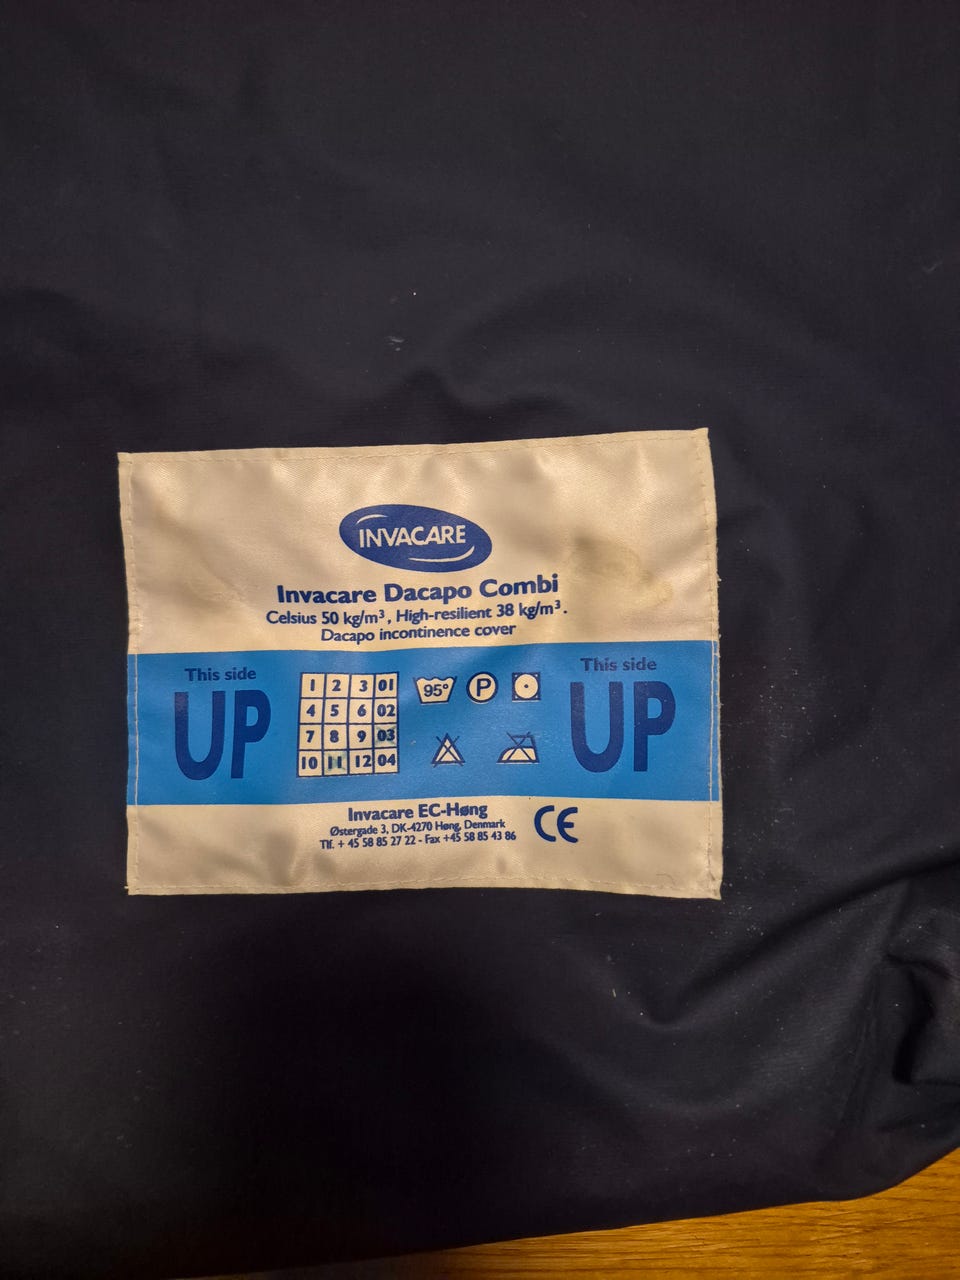 INVACARE
Invacare Dacapo Combi
Celsius 50 kg/m³, High-resilient 38 kg/m³.
Dacapo incontinence cover
This side
UP
1 2 3 01
4 5 6 02
7 8 9 03
10 11 12 04
95° P
This side
UP
Invacare EC-Høng
Østergade 3, DK-4270 Høng, Denmark
Tlf. + 45 58 85 27 22 - Fax +45 58 85 43 86
CE